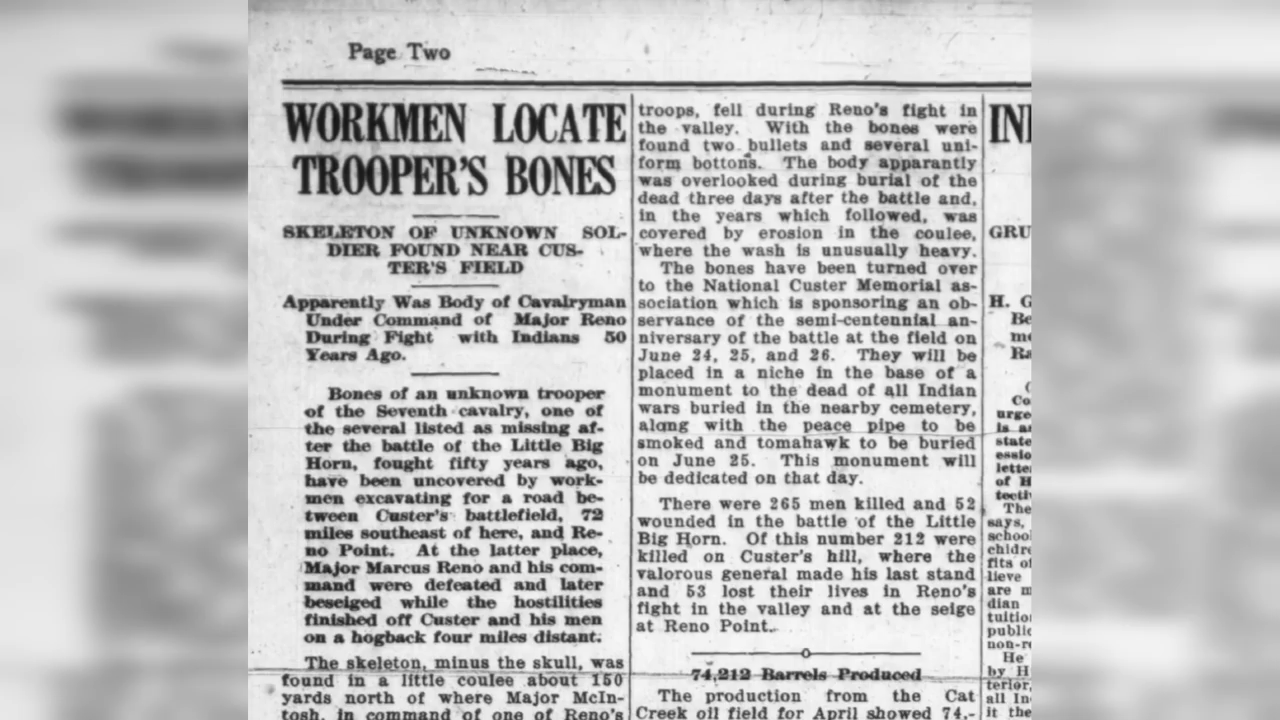 Page Two
WORKMEN LOCATE
TROOPER'S BONES
SKELETON OF UNKNOWN SOL-
DIER FOUND NEAR CUS-
TER'S FIELD
Apparently Was Body of Cavalryman
Under Command of Major Reno
During Fight with Indians 50
Years Ago.
Bones of an unknown trooper
of the Seventh cavalry, one of
the several listed as missing af-
ter the battle of the Little Big
Horn, fought fifty years ago,
have been uncovered by work-
men excavating for a road be-
tween Custer's battlefield, 72
miles southeast of here, and Re-
no Point. At the latter place,
Major Marcus Reno and his com-
mand were defeated and later
beseiged while the hostilities
finished off Custer and his men
on a hogback four miles distant.
The skeleton, minus the skull, was
found in a little coulee about 150
yards north of where Major McIn-
tosh, in command of one of Reno's
troops, fell during Reno's fight in
the valley. With the bones were
found two bullets and several uni-
form bottons. The body apparantly
was overlooked during burial of the
dead three days after the battle and,
in the years which followed, was
covered by erosion in the coulee,
where the wash is unusually heavy.
The bones have been turned over
to the National Custer Memorial as-
sociation which is sponsoring an ob-
servance of the semi-centennial an-
niversary of the battle at the field on
June 24, 25, and 26. They will be
placed in a niche in the base of a
monument to the dead of all Indian
wars buried in the nearby cemetery,
along with the peace pipe to be
smoked and tomahawk to be buried
on June 25. This monument will
be dedicated on that day.
There were 265 men killed and 52
wounded in the battle of the Little
Big Horn. Of this number 212 were
killed on Custer's hill, where the
valorous general made his last stand
and 53 lost their lives in Reno's
fight in the valley and at the seige
at Reno Point.
74,212 Barrels Produced
The production from the Cat
Creek oil field for April showed 74,-
GRU
H. G
Be
me
Ra
Co
urge
is
state
essio
lette
of H
tecti
The
says,
school
chidre
fits of
lieve
are m
dian
tuitio
public
non-r
He
by H
terior,
all In
it the